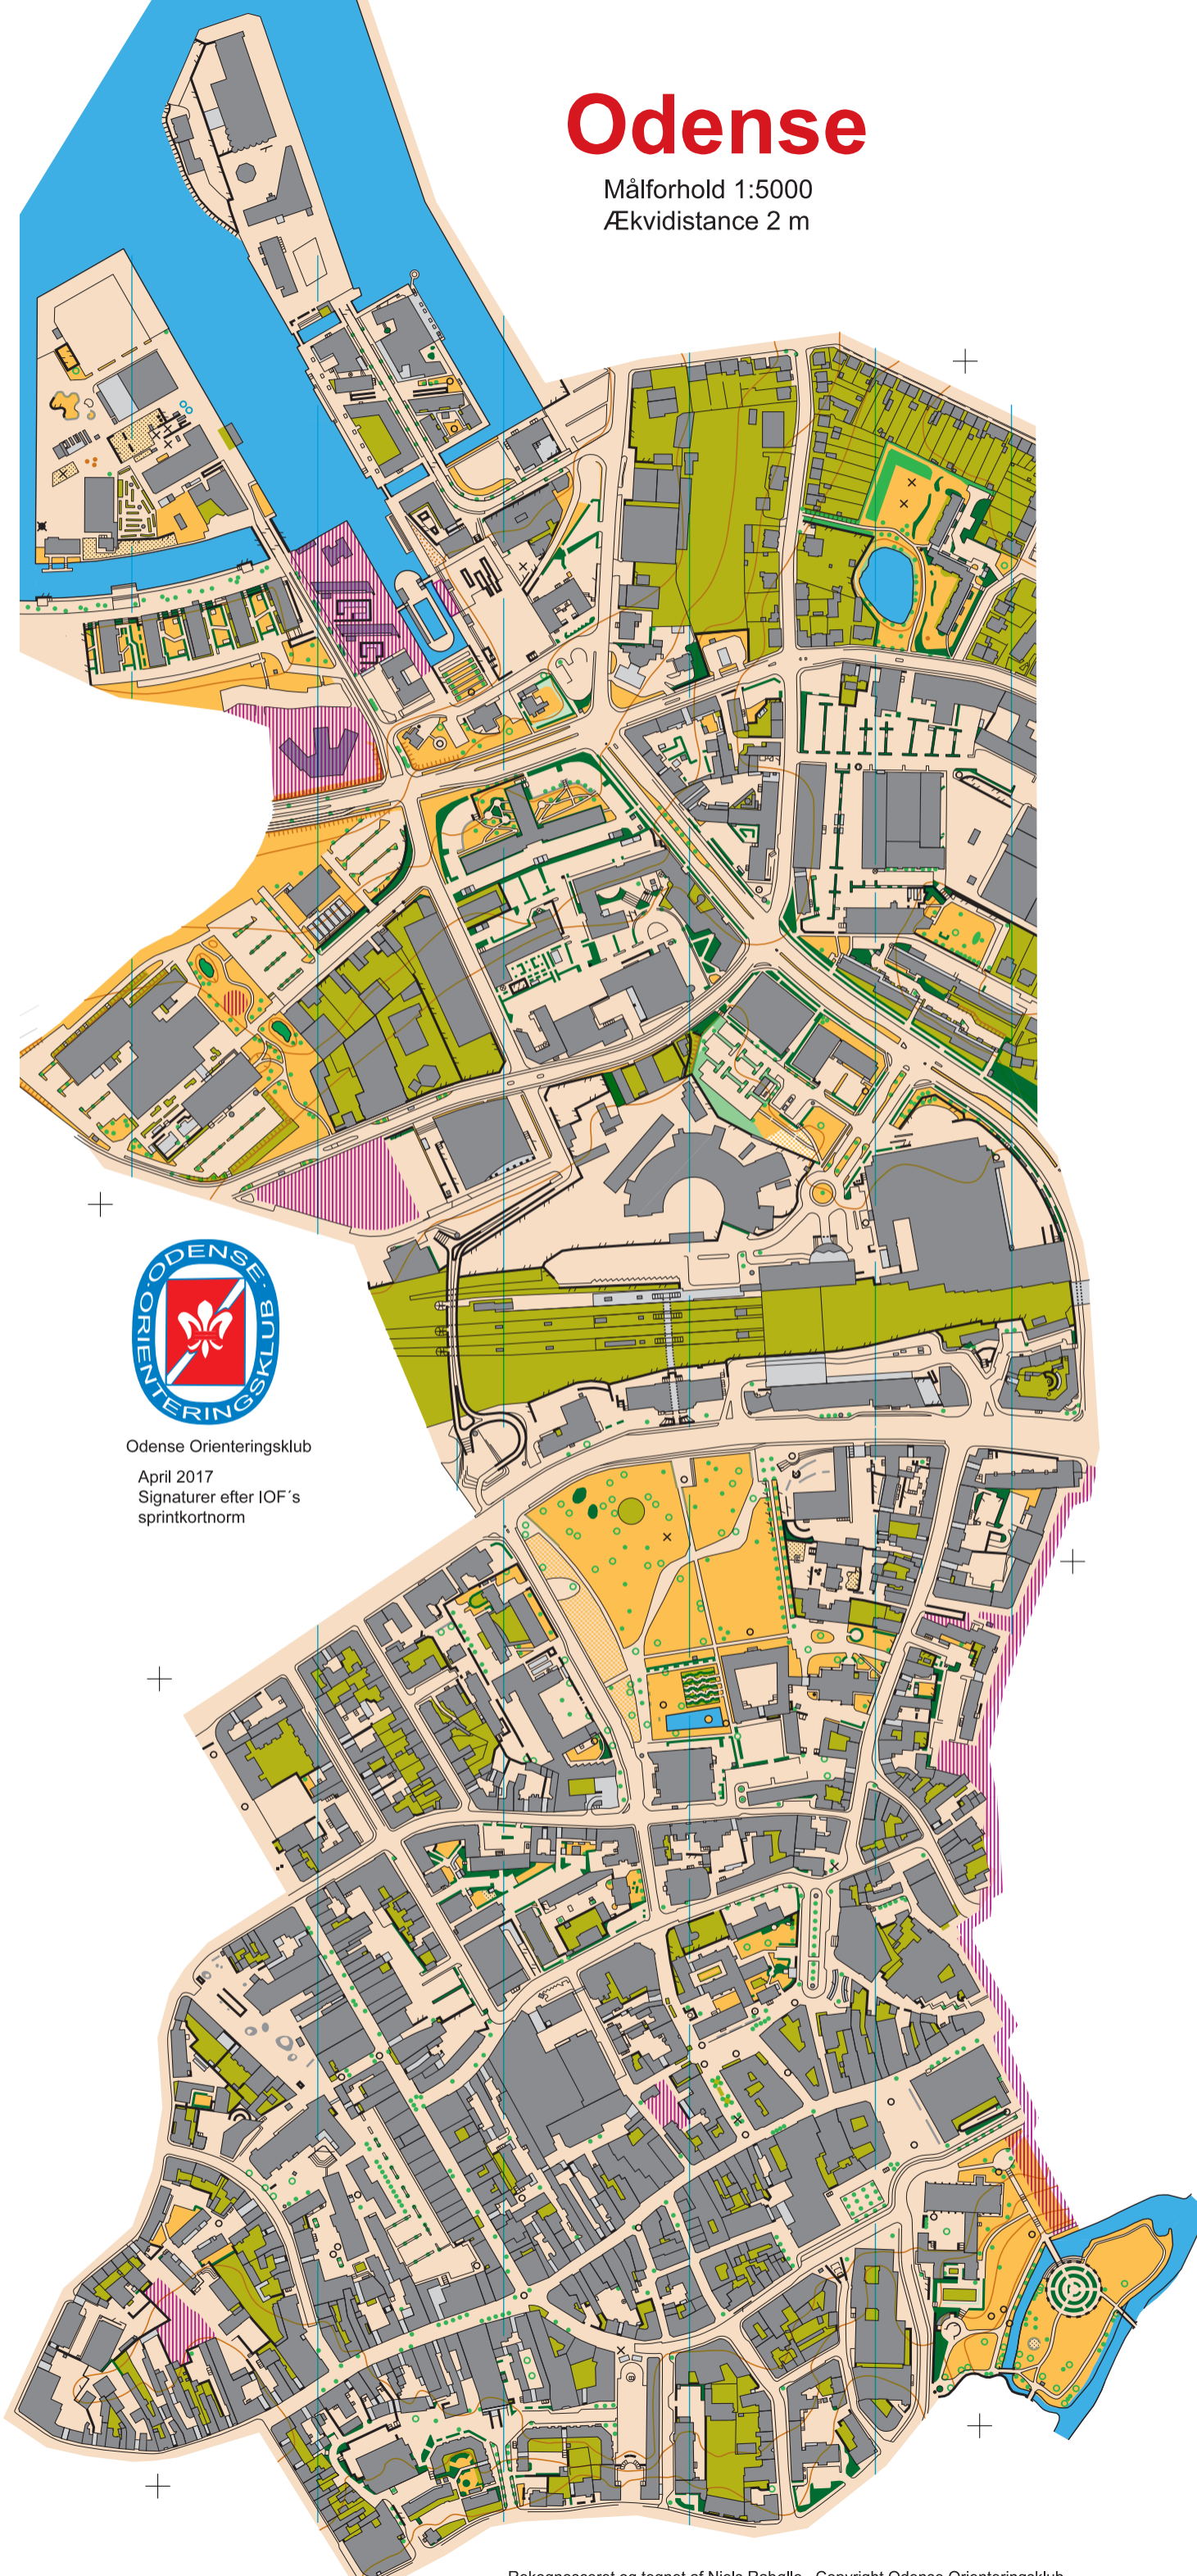 Odense
Målforhold 1:5000
Ækvidistance 2 m
ODENSE
ORIENTERINGSKLUB
Odense Orienteringsklub
April 2017
Signaturer efter IOF´s
sprintkortnorm